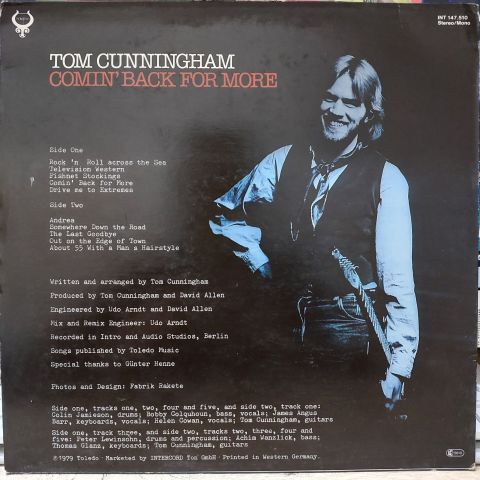 INT 147.510
Stereo/Mono
TOM CUNNINGHAM
COMIN' BACK FOR MORE
Side One
Rock 'n Roll across the Sea
Television Western
Fishnet Stockings
Comin' Back for More
Drive me to Extremes
Side Two
Andrea
Somewhere Down the Road
The Last Goodbye
Out on the Edge of Town
About 55 With a Man s Hairstyle
Written and arranged by Tom Cunningham
Produced by Tom Cunningham and David Allen
Engineered by Udo Arndt and David Allen
Mix and Remix Engineer: Udo Arndt
Recorded in Intro and Audio Studios, Berlin
Songs published by Toledo Music
Special thanks to Günter Henne
Photos and Design: Fabrik Rakete
Side one, tracks one, two, four and five, and side two, track one:
Colin Jamieson, drums; Bobby Colquhoun, bass, vocals; James Angus
Barr, keyboards, vocals; Helen Cowan, vocals; Tom Cunningham, guitars
Side one, track three, and side two, tracks two, three, four and
five: Peter Lewinsohn, drums and percussion; Achim Wanzlick, bass;
Thomas Glanz, keyboards; Tom Cunningham, guitars
©1979 Toledo · Marketed by INTERCORD Ton GmbH · Printed in Western Germany.